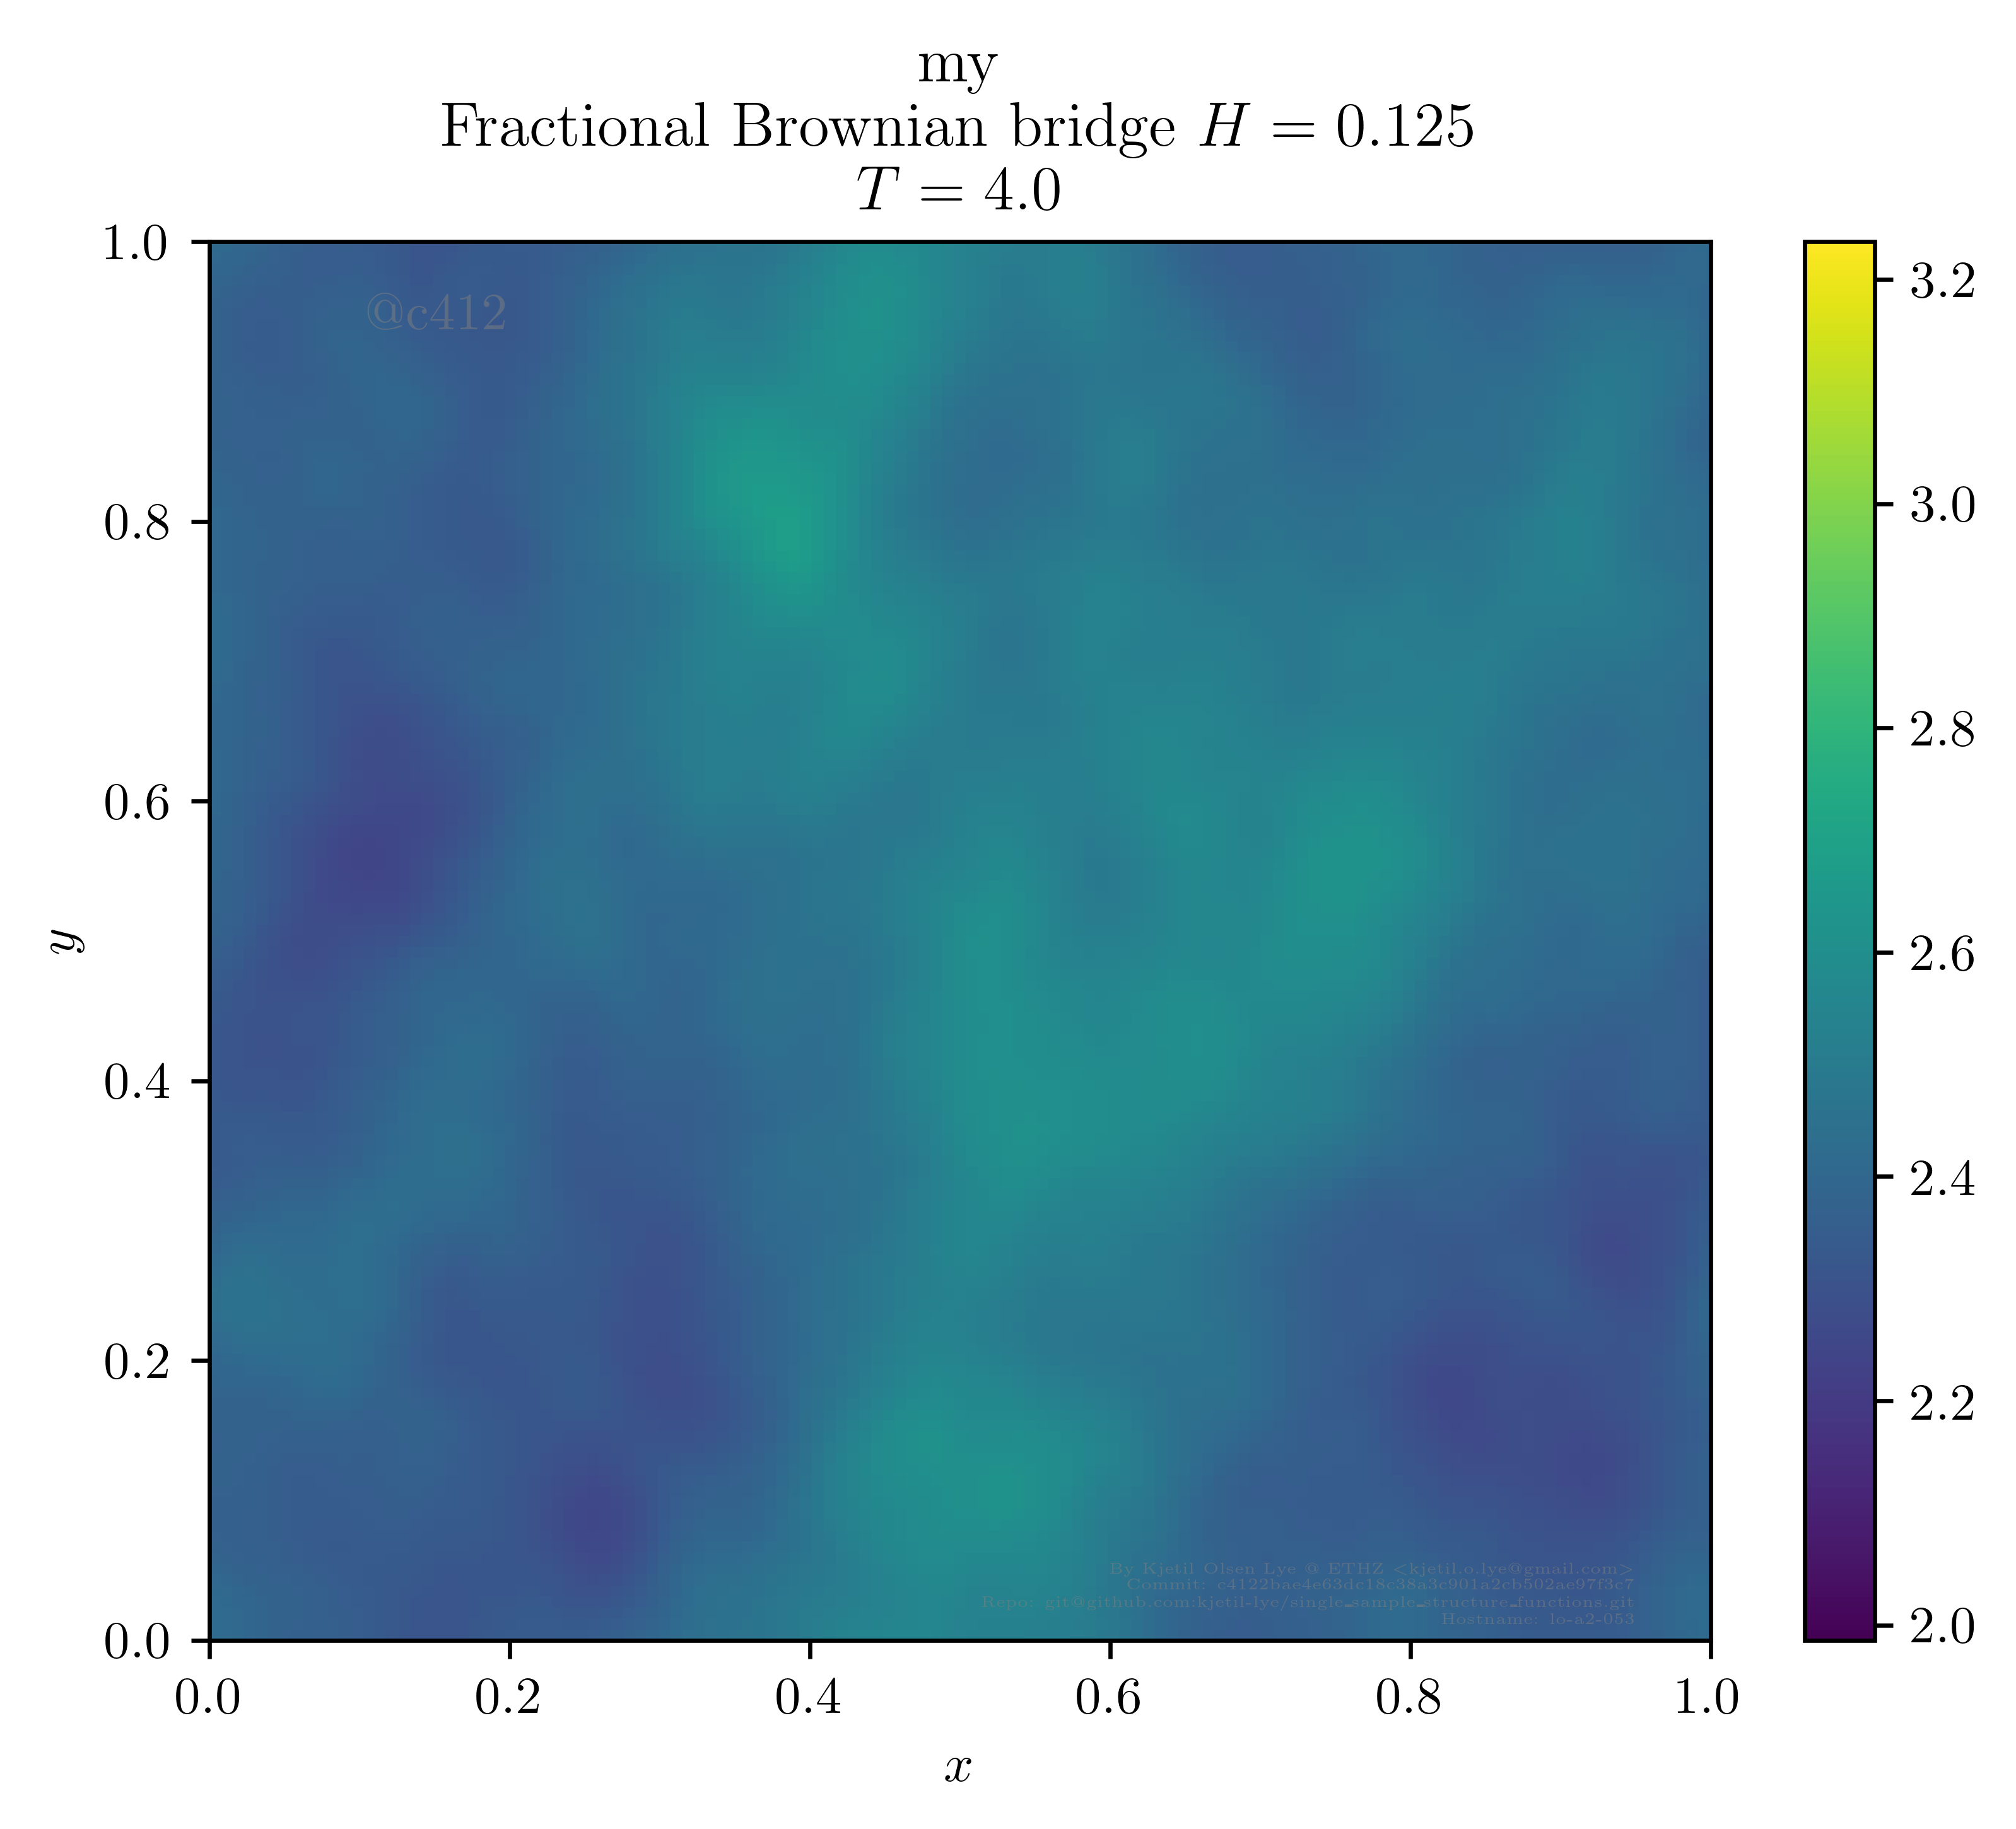 my
Fractional Brownian bridge H = 0.125
T = 4.0
1.0
0.8
0.6
0.4
0.2
0.0
y
0.0 0.2 0.4 0.6 0.8 1.0
x
3.2
3.0
2.8
2.6
2.4
2.2
2.0
@c412
By Kjetil Olsen Lye @ ETHZ <kjetil.o.lye@gmail.com>
Commit: c4122bae4e63dc18c38a3c901a2cb502ae97f3c7
Repo: git@github.com:kjetil-lye/single_sample_structure_functions.git
Hostname: lo-a2-053